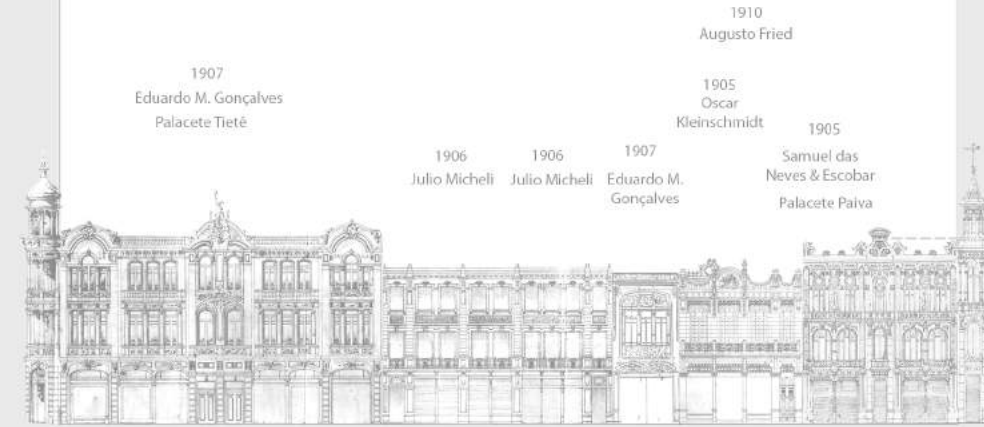 1910
Augusto Fried
1907
Eduardo M. Gonçalves
Palacete Tietê
1906
Julio Micheli
1906
Julio Micheli
1907
Eduardo M.
Gonçalves
1905
Oscar
Kleinschmidt
1905
Samuel das
Neves & Escobar
Palacete Paiva